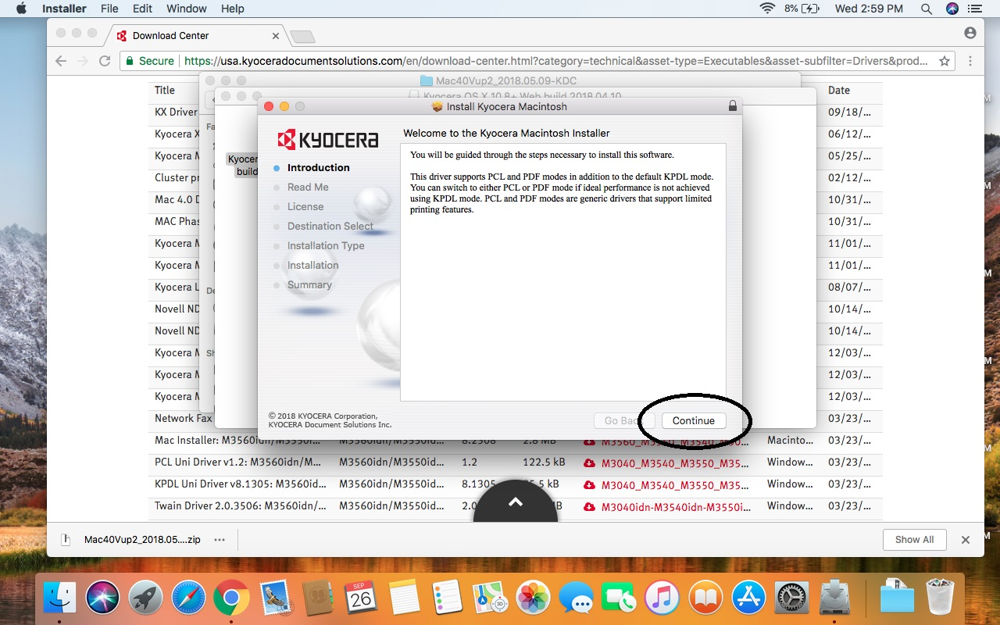 Installer File Edit Window Help 8% Wed 2:59 PM
Download Center
Secure https://usa.kyoceradocumentsolutions.com/en/download-center.html?category=technical&asset-type=Executables&asset-subfilter=Drivers&prod...
Mac40Vup2_2018.05.09-KDC
Kyocera OS X 10.8+ Web build 2018.04.10
Install Kyocera Macintosh
Title Date
KX Driver 09/18/...
Kyocera X 06/12/...
Kyocera M 05/02/...
Cluster pr 02/12/...
Mac 4.0 D 10/31/...
MAC Phas 10/31/...
Kyocera M 11/01/...
Kyocera M 11/01/...
Kyocera L 08/07/...
Novell ND 10/14/...
Novell ND 10/14/...
Kyocera M 12/03/...
Kyocera M 12/03/...
Kyocera M 12/03/...
Network Fax 03/23/...
Fa
Kyocer
build
De
Sh
KYOCERA
Introduction
Read Me
License
Destination Select
Installation Type
Installation
Summary
Welcome to the Kyocera Macintosh Installer
You will be guided through the steps necessary to install this software.
This driver supports PCL and PDF modes in addition to the default KPDL mode.
You can switch to either PCL or PDF mode if ideal performance is not achieved
using KPDL mode. PCL and PDF modes are generic drivers that support limited
printing features.
© 2018 KYOCERA Corporation,
KYOCERA Document Solutions Inc.
Go Bac
Continue
Mac Installer: M3560idn/M... M3560idn/M3550idn/... 8.2508 2.8 MB Macinto... 03/23/...
PCL Uni Driver v1.2: M3560idn/M... M3560idn/M3550id... 1.2 122.5 kB M3040_M3540_M3550_M35... Window... 03/23/...
KPDL Uni Driver v8.1305: M3560id... M3560idn/M3550id... 8.1305 5.5 kB M3040_M3540_M3550_M35... Window... 03/23/...
Twain Driver 2.0.3506: M3560idn/... M3560idn/M3550id... 2.0 MB M3040idn-M3540idn-M3550i... Window... 03/23/...
Mac40Vup2_2018.05....zip
Show All
SEP
26
3D